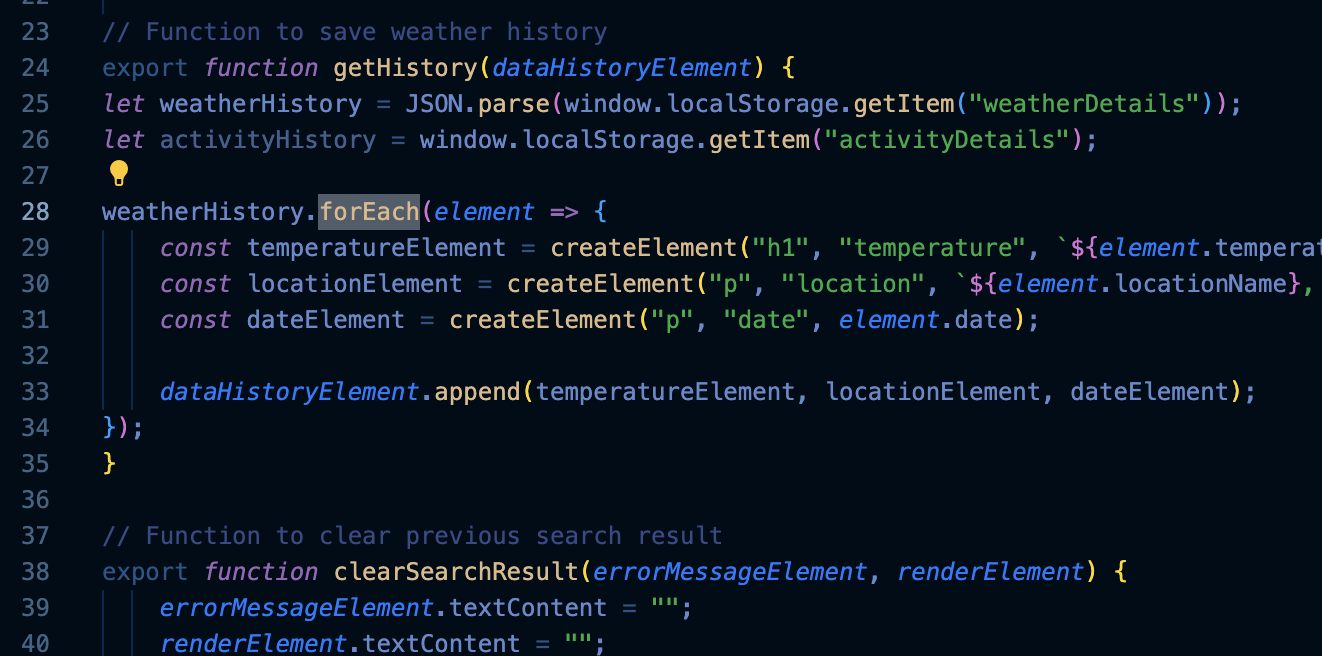 22
23 // Function to save weather history
24 export function getHistory(dataHistoryElement) {
25 let weatherHistory = JSON.parse(window.localStorage.getItem("weatherDetails"));
26 let activityHistory = window.localStorage.getItem("activityDetails");
27
28 weatherHistory.forEach(element => {
29 const temperatureElement = createElement("h1", "temperature", `${element.temperat
30 const locationElement = createElement("p", "location", `${element.locationName},
31 const dateElement = createElement("p", "date", element.date);
32
33 dataHistoryElement.append(temperatureElement, locationElement, dateElement);
34 });
35 }
36
37 // Function to clear previous search result
38 export function clearSearchResult(errorMessageElement, renderElement) {
39 errorMessageElement.textContent = "";
40 renderElement.textContent = "";